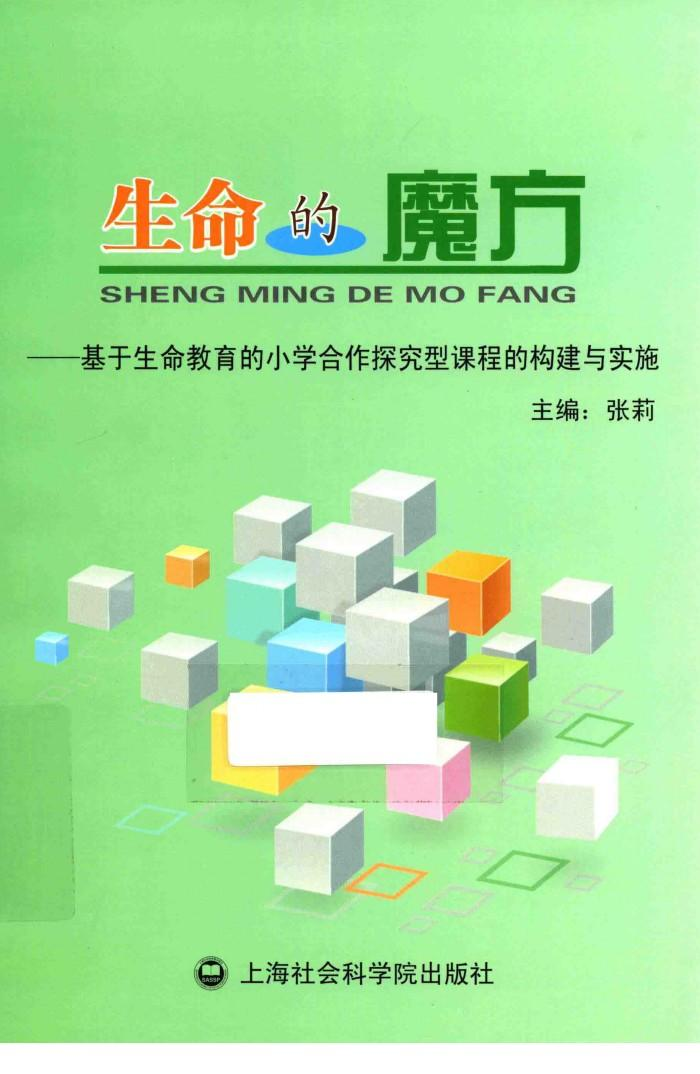 生命的魔方
SHENG MING DE MO FANG
——基于生命教育的小学合作探究型课程的构建与实施
主编：张莉
SASSP
上海社会科学院出版社